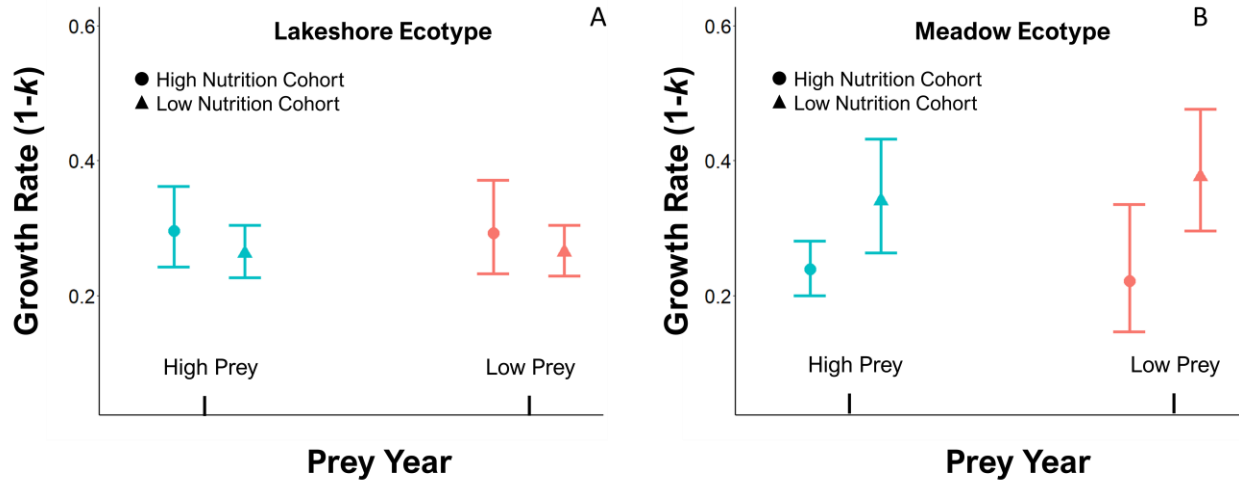 A
Lakeshore Ecotype
High Nutrition Cohort
Low Nutrition Cohort
Growth Rate (1-k)
0.6
0.4
0.2
High Prey
Low Prey
Prey Year
B
Meadow Ecotype
High Nutrition Cohort
Low Nutrition Cohort
Growth Rate (1-k)
0.6
0.4
0.2
High Prey
Low Prey
Prey Year